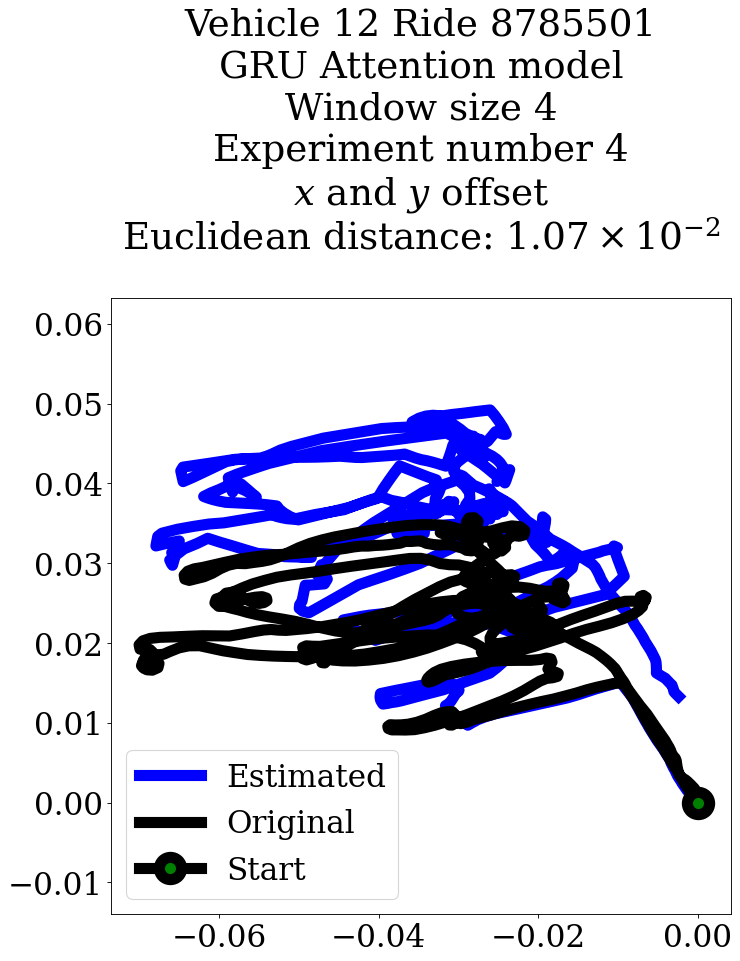 Vehicle 12 Ride 8785501
GRU Attention model
Window size 4
Experiment number 4
x and y offset
Euclidean distance: 1.07 × 10⁻²
0.06
0.05
0.04
0.03
0.02
0.01
0.00
−0.01
Estimated
Original
Start
−0.06 −0.04 −0.02 0.00